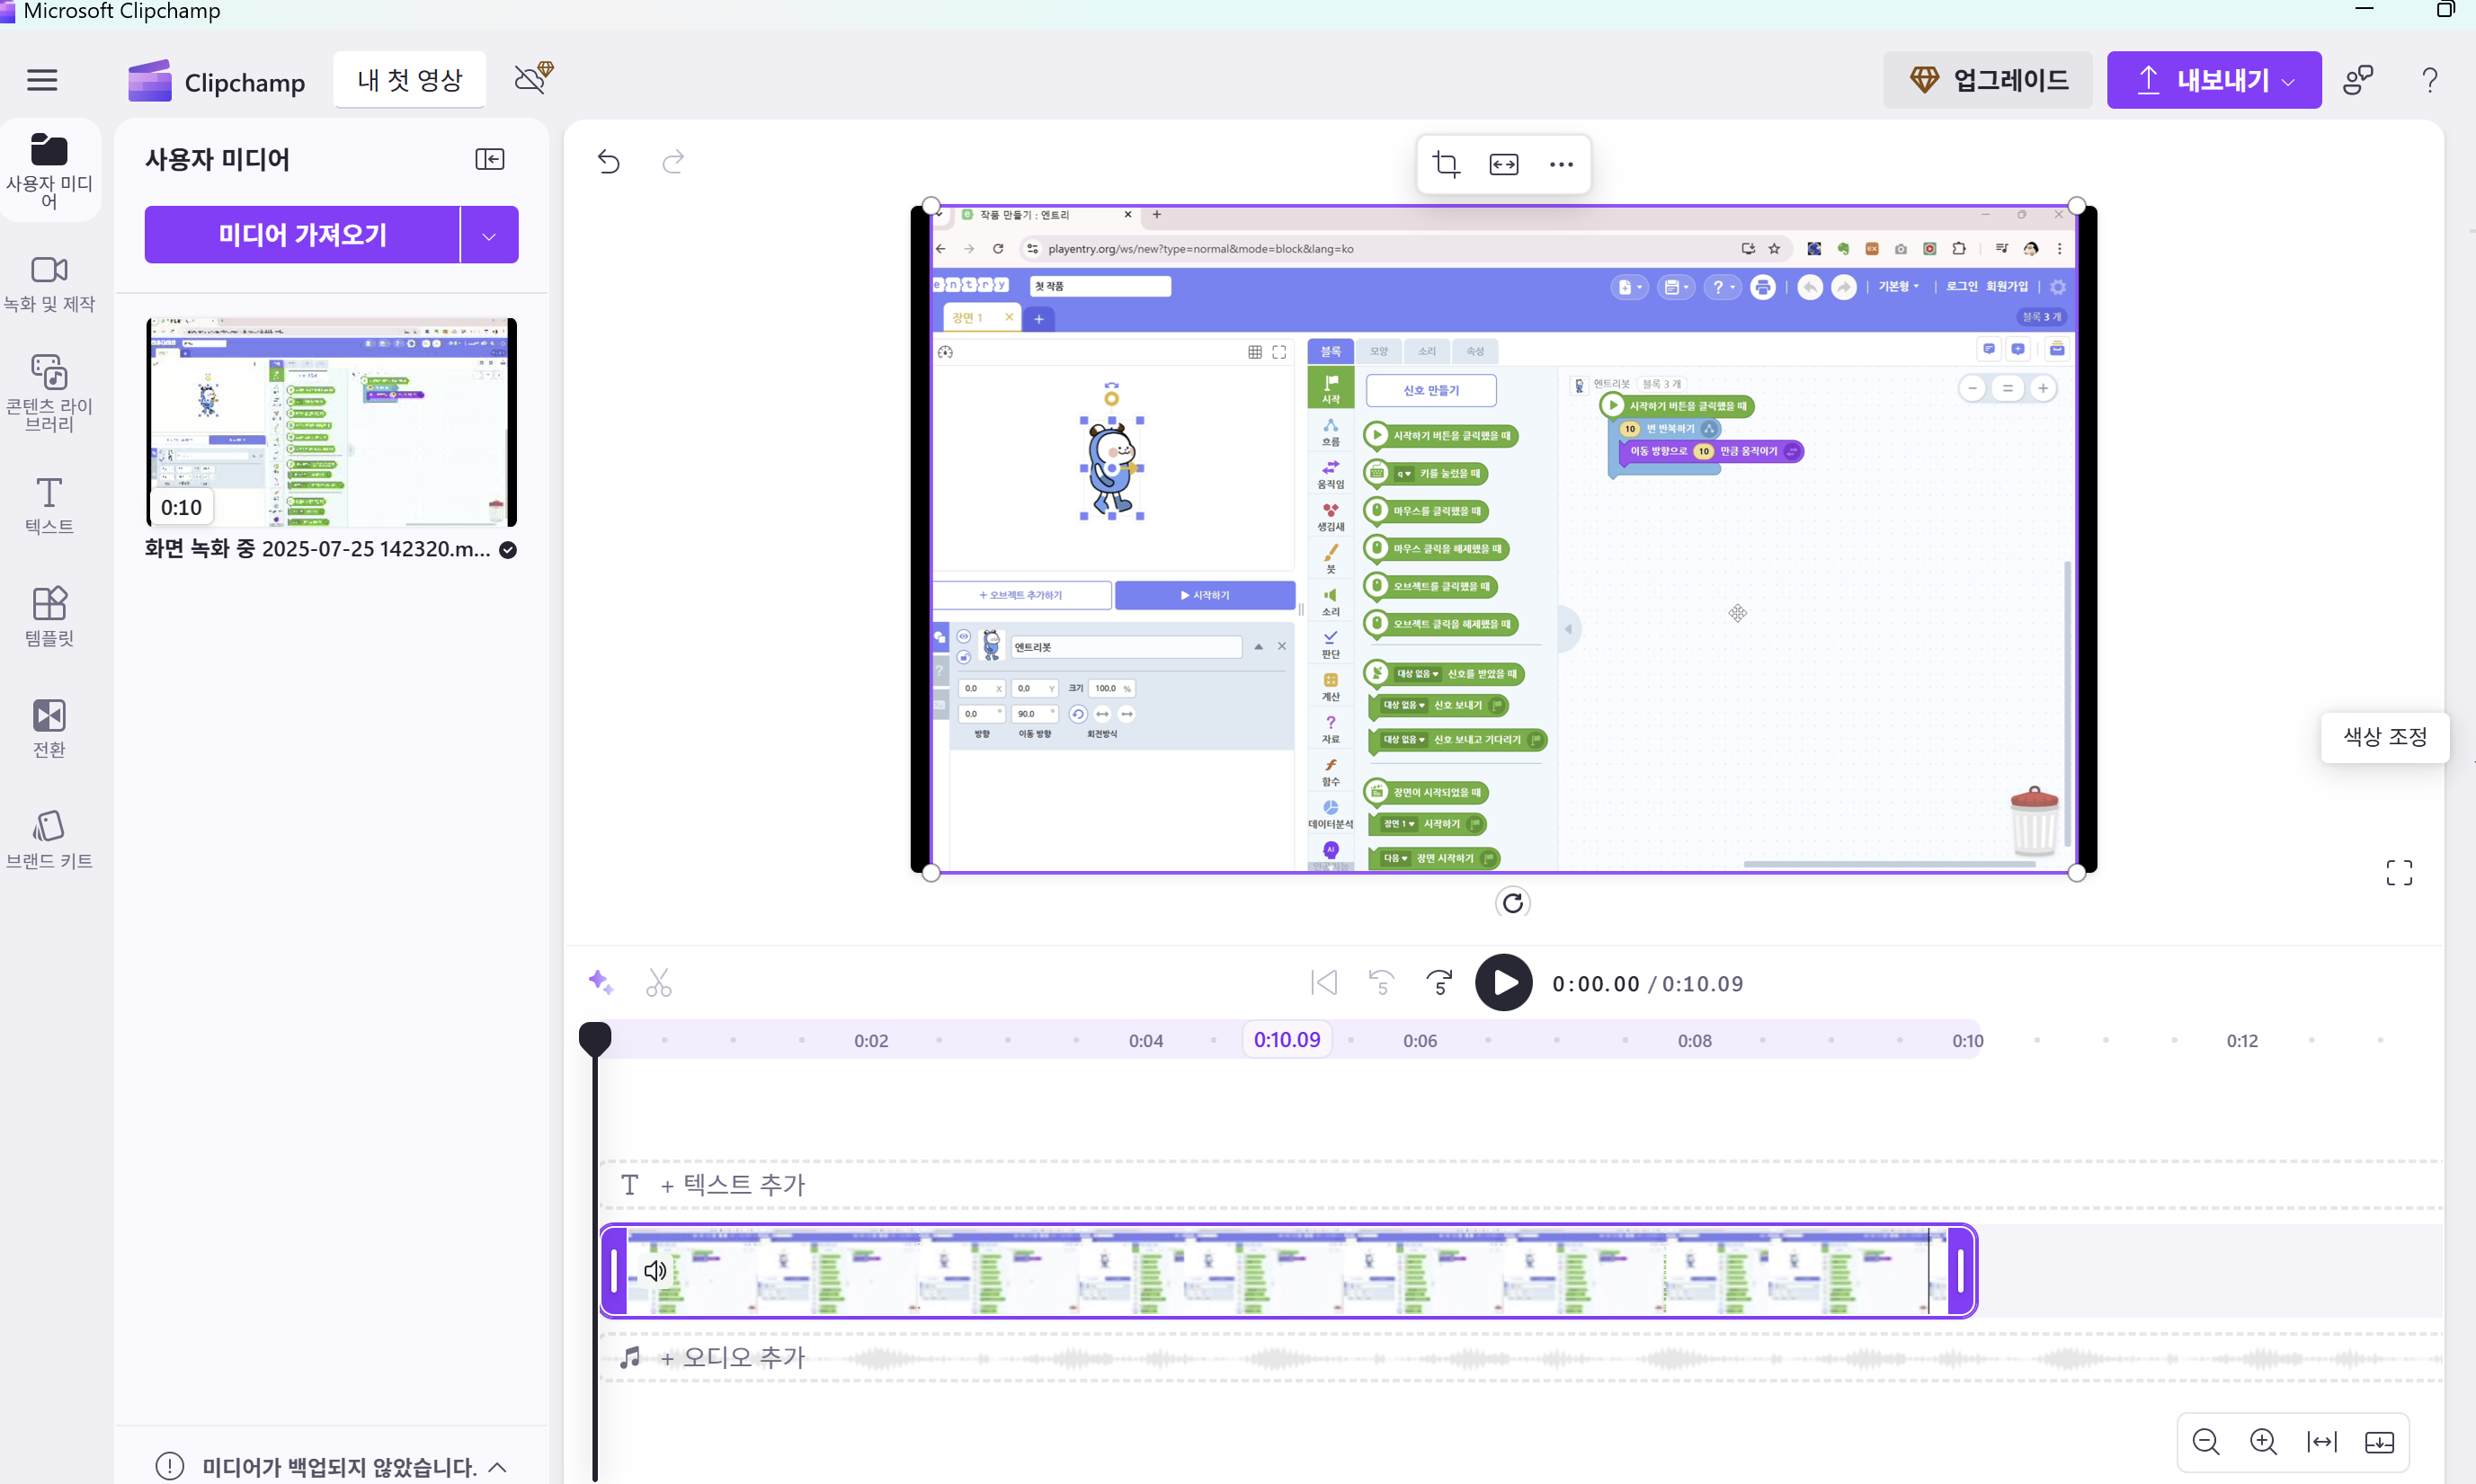 Microsoft Clipchamp
Clipchamp
내 첫 영상
업그레이드
내보내기
사용자 미디어
녹화 및 제작
콘텐츠 라이브러리
텍스트
템플릿
전환
브랜드 키트
사용자 미디어
미디어 가져오기
0:10
화면 녹화 중 2025-07-25 142320.m...
미디어가 백업되지 않았습니다.
작품 만들기 : 엔트리
playentry.org/ws/new?type=normal&mode=block&lang=ko
entry
첫 작품
기본형
로그인 회원가입
장면 1
블록 3 개
블록 모양 소리 속성
+ 오브젝트 추가하기
시작하기
엔트리봇
0.0 X 0.0 Y 크기 100.0 %
0.0 ° 90.0 °
방향 이동 방향 회전방식
시작
흐름
움직임
생김새
붓
소리
판단
계산
자료
함수
데이터분석
AI
신호 만들기
시작하기 버튼을 클릭했을 때
q 키를 눌렀을 때
마우스를 클릭했을 때
마우스 클릭을 해제했을 때
오브젝트를 클릭했을 때
오브젝트 클릭을 해제했을 때
대상 없음 신호를 받았을 때
대상 없음 신호 보내기
대상 없음 신호 보내고 기다리기
장면이 시작되었을 때
장면 1 시작하기
다음 장면 시작하기
엔트리봇 블록 3 개
시작하기 버튼을 클릭했을 때
10 번 반복하기
이동 방향으로 10 만큼 움직이기
색상 조정
5 5
0:00.00 / 0:10.09
0:02 0:04 0:10.09 0:06 0:08 0:10 0:12
T + 텍스트 추가
+ 오디오 추가